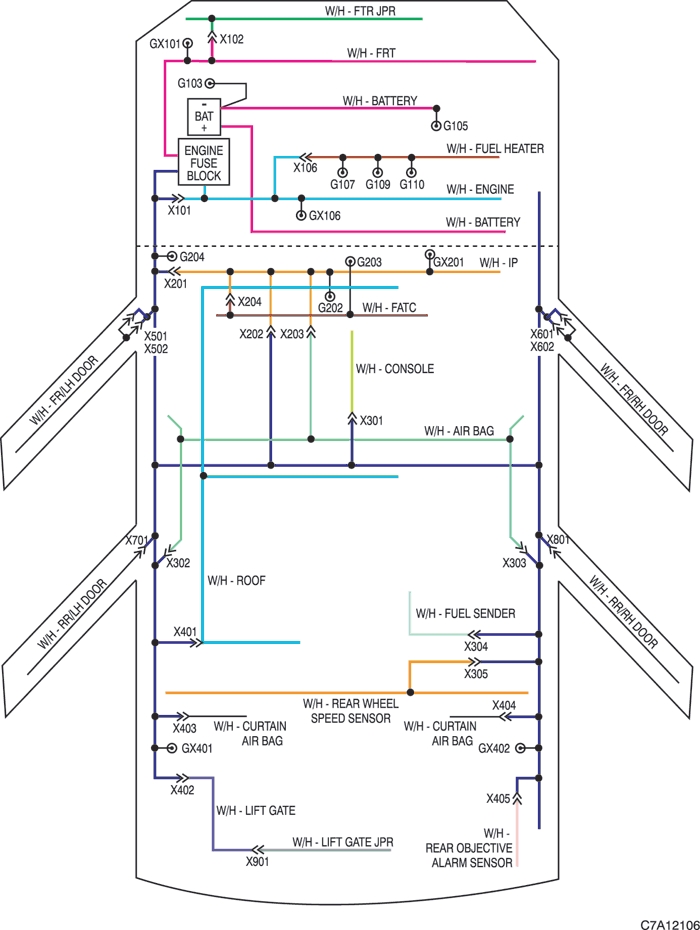 W/H - FTR JPR
GX101
X102
W/H - FRT
G103
-
BAT
+
W/H - BATTERY
G105
ENGINE
FUSE
BLOCK
W/H - FUEL HEATER
X106
G107
G109
G110
W/H - ENGINE
X101
GX106
W/H - BATTERY
G204
G203
GX201
W/H - IP
X201
X204
G202
W/H - FATC
X202
X203
X501
X502
X601
X602
W/H - FR/LH DOOR
W/H - FR/RH DOOR
W/H - CONSOLE
X301
W/H - AIR BAG
X701
X302
X801
X303
W/H - RR/LH DOOR
W/H - RR/RH DOOR
W/H - ROOF
W/H - FUEL SENDER
X401
X304
X305
W/H - REAR WHEEL
SPEED SENSOR
X404
X403
W/H - CURTAIN
AIR BAG
W/H - CURTAIN
AIR BAG
GX401
GX402
X402
X405
W/H - LIFT GATE
W/H - LIFT GATE JPR
X901
W/H -
REAR OBJECTIVE
ALARM SENSOR
C7A12106